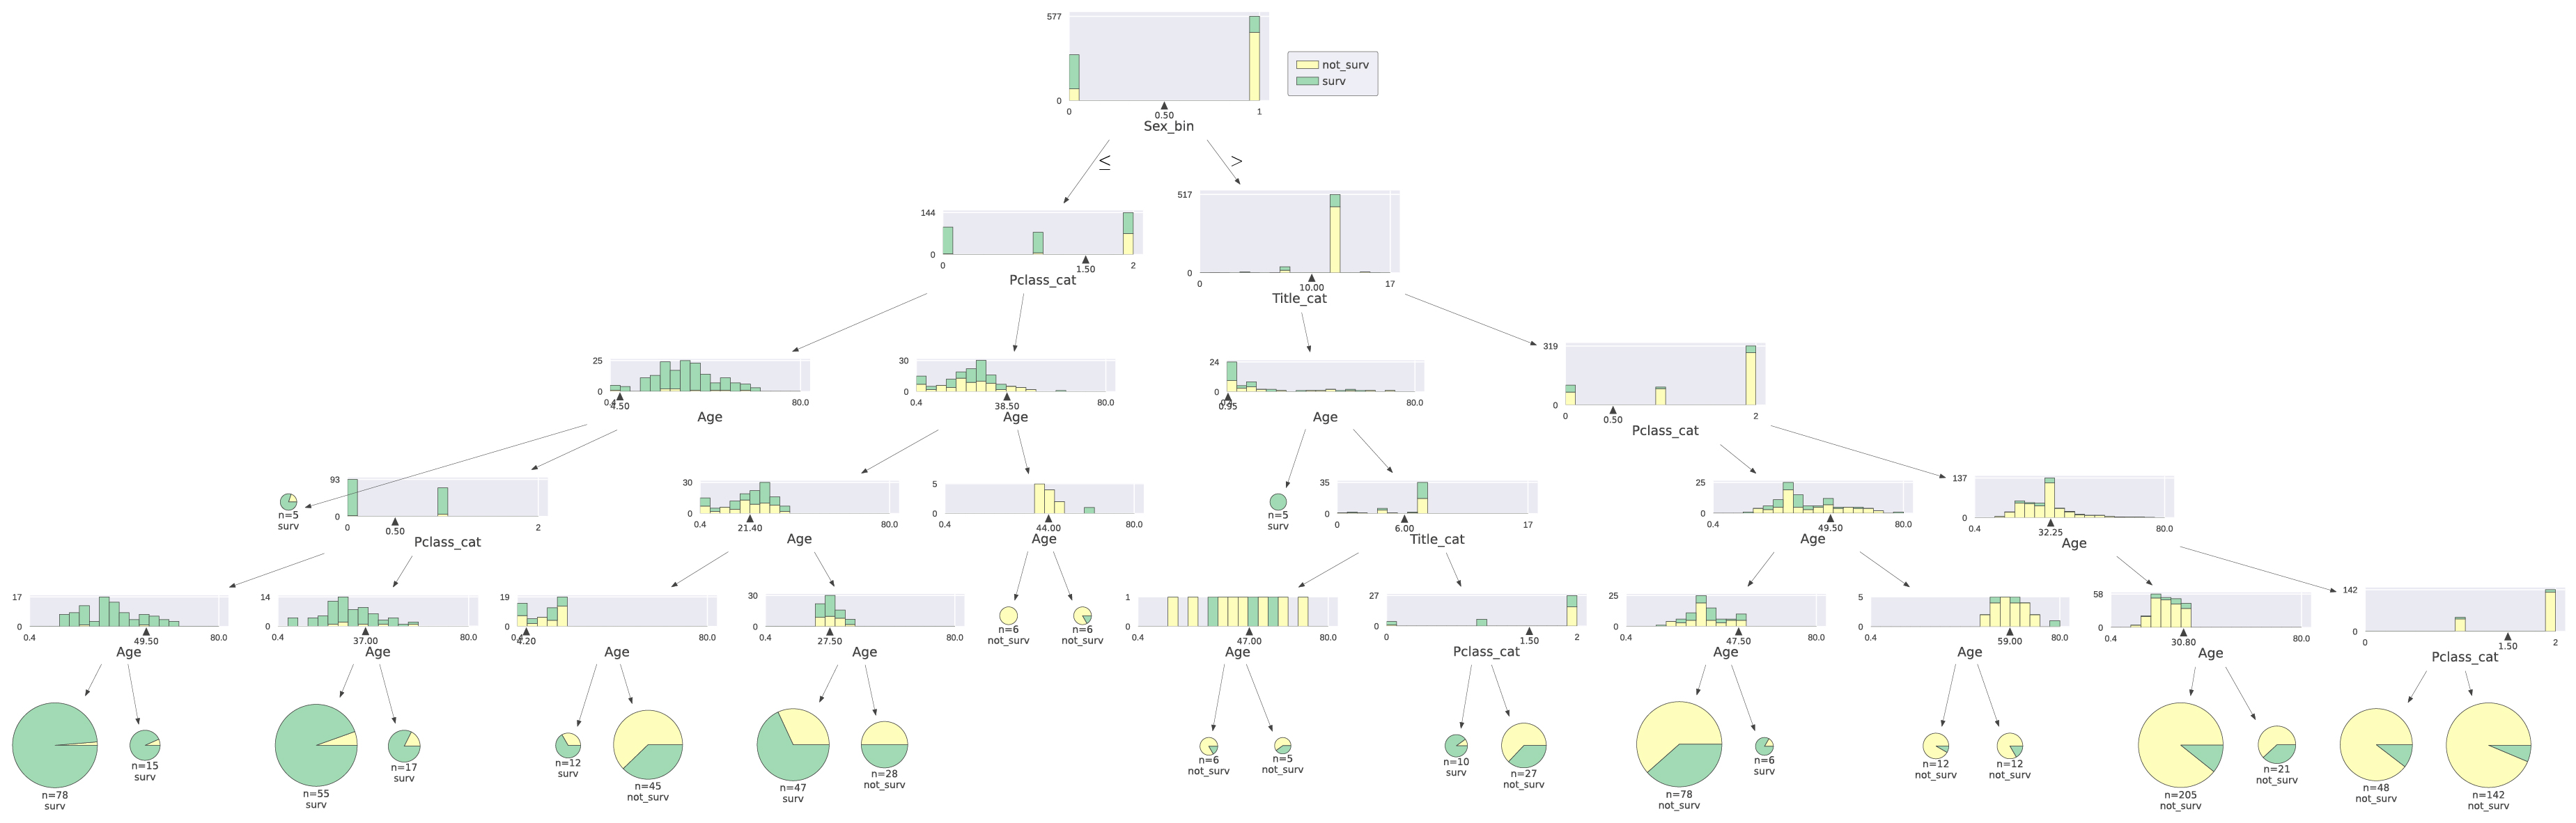 577
0
0
0.50
1
Sex_bin
not_surv
surv
≤
>
144
0
0
1.50
2
Pclass_cat
517
0
0
10.00
17
Title_cat
25
0
4.50
80.0
Age
30
0
0.4
38.50
80.0
Age
24
0
0.95
80.0
Age
319
0
0
0.50
2
Pclass_cat
n=5
surv
93
0
0
0.50
2
Pclass_cat
30
0
0.4
21.40
80.0
Age
5
0
0.4
44.00
80.0
Age
n=5
surv
35
0
0
6.00
17
Title_cat
25
0
0.4
49.50
80.0
Age
137
0
0.4
32.25
80.0
Age
17
0
0.4
49.50
80.0
Age
14
0
0.4
37.00
80.0
Age
19
0
4.20
80.0
Age
30
0
0.4
27.50
80.0
Age
n=6
not_surv
n=6
not_surv
1
0
0.4
47.00
80.0
Age
27
0
0
1.50
2
Pclass_cat
25
0
0.4
47.50
80.0
Age
5
0
0.4
59.00
80.0
Age
58
0
0.4
30.80
80.0
Age
142
0
0
1.50
2
Pclass_cat
n=78
surv
n=15
surv
n=55
surv
n=17
surv
n=12
surv
n=45
not_surv
n=47
surv
n=28
not_surv
n=6
not_surv
n=5
not_surv
n=10
surv
n=27
not_surv
n=78
not_surv
n=6
surv
n=12
not_surv
n=12
not_surv
n=205
not_surv
n=21
not_surv
n=48
not_surv
n=142
not_surv